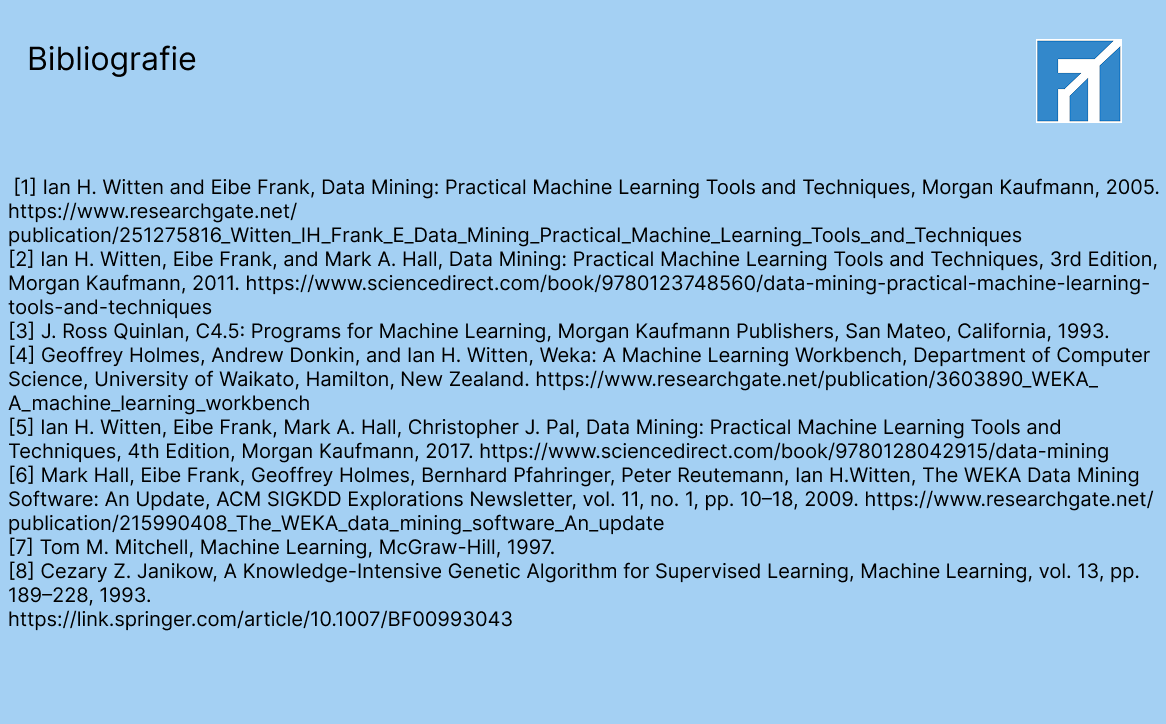 Bibliografie
[1] Ian H. Witten and Eibe Frank, Data Mining: Practical Machine Learning Tools and Techniques, Morgan Kaufmann, 2005.
https://www.researchgate.net/
publication/251275816_Witten_IH_Frank_E_Data_Mining_Practical_Machine_Learning_Tools_and_Techniques
[2] Ian H. Witten, Eibe Frank, and Mark A. Hall, Data Mining: Practical Machine Learning Tools and Techniques, 3rd Edition,
Morgan Kaufmann, 2011. https://www.sciencedirect.com/book/9780123748560/data-mining-practical-machine-learning-
tools-and-techniques
[3] J. Ross Quinlan, C4.5: Programs for Machine Learning, Morgan Kaufmann Publishers, San Mateo, California, 1993.
[4] Geoffrey Holmes, Andrew Donkin, and Ian H. Witten, Weka: A Machine Learning Workbench, Department of Computer
Science, University of Waikato, Hamilton, New Zealand. https://www.researchgate.net/publication/3603890_WEKA_
A_machine_learning_workbench
[5] Ian H. Witten, Eibe Frank, Mark A. Hall, Christopher J. Pal, Data Mining: Practical Machine Learning Tools and
Techniques, 4th Edition, Morgan Kaufmann, 2017. https://www.sciencedirect.com/book/9780128042915/data-mining
[6] Mark Hall, Eibe Frank, Geoffrey Holmes, Bernhard Pfahringer, Peter Reutemann, Ian H.Witten, The WEKA Data Mining
Software: An Update, ACM SIGKDD Explorations Newsletter, vol. 11, no. 1, pp. 10–18, 2009. https://www.researchgate.net/
publication/215990408_The_WEKA_data_mining_software_An_update
[7] Tom M. Mitchell, Machine Learning, McGraw-Hill, 1997.
[8] Cezary Z. Janikow, A Knowledge-Intensive Genetic Algorithm for Supervised Learning, Machine Learning, vol. 13, pp.
189–228, 1993.
https://link.springer.com/article/10.1007/BF00993043